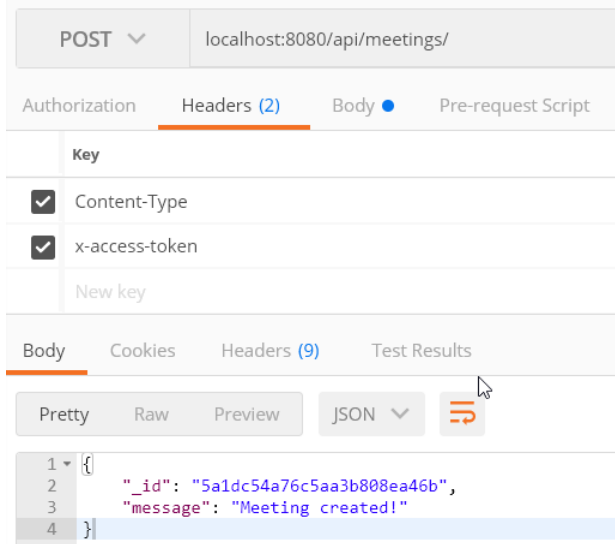 POST localhost:8080/api/meetings/
Authorization Headers (2) Body Pre-request Script
Key
Content-Type
x-access-token
New key
Body Cookies Headers (9) Test Results
Pretty Raw Preview JSON
1 {
2 "_id": "5a1dc54a76c5aa3b808ea46b",
3 "message": "Meeting created!"
4 }